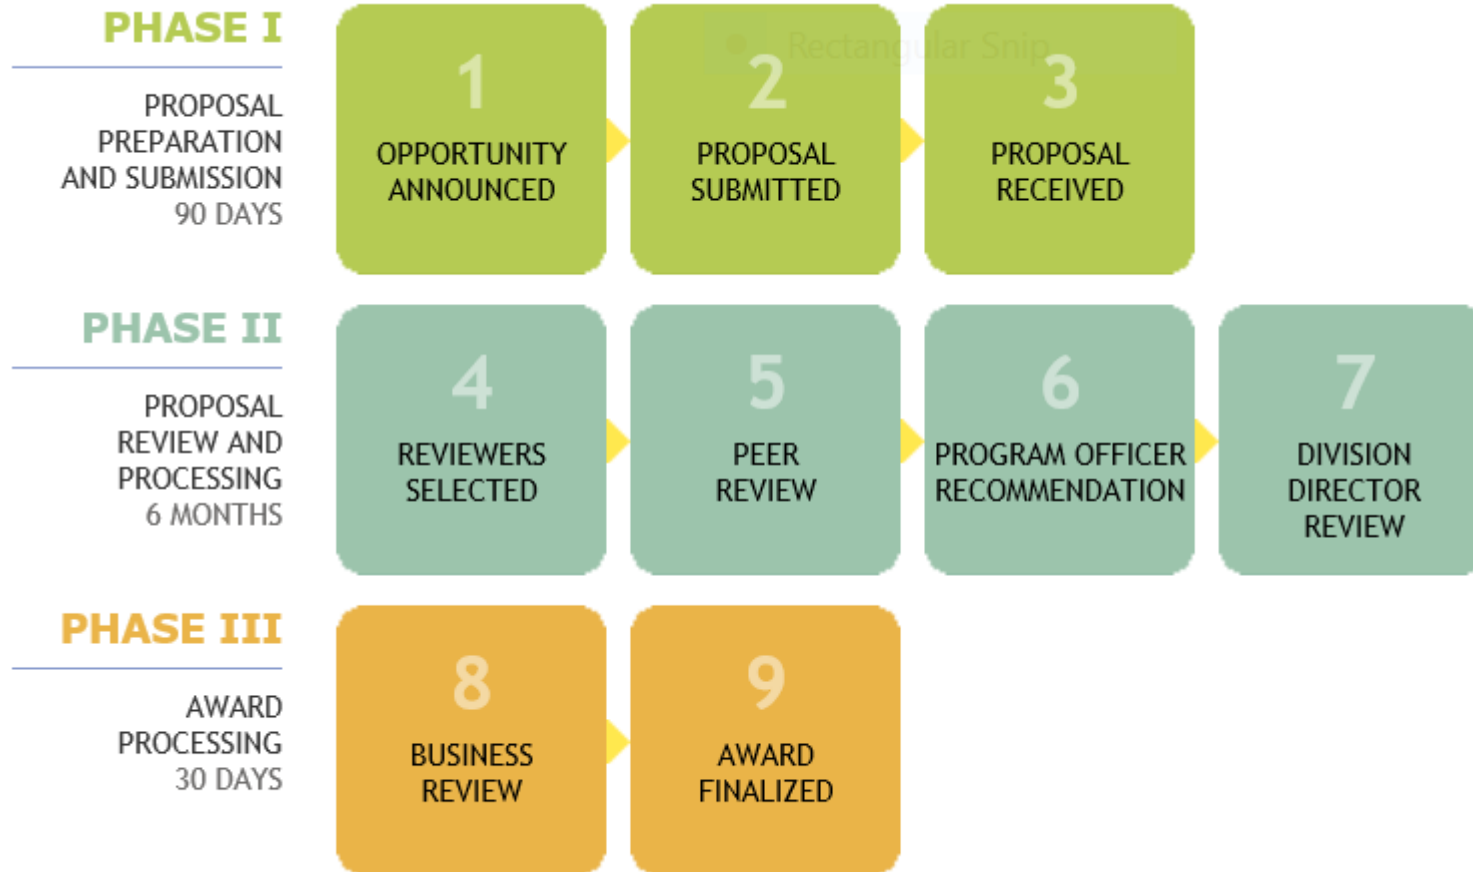 PHASE I
PROPOSAL
PREPARATION
AND SUBMISSION
90 DAYS
1
OPPORTUNITY
ANNOUNCED
2
PROPOSAL
SUBMITTED
3
PROPOSAL
RECEIVED
Rectangular Snip
PHASE II
PROPOSAL
REVIEW AND
PROCESSING
6 MONTHS
4
REVIEWERS
SELECTED
5
PEER
REVIEW
6
PROGRAM OFFICER
RECOMMENDATION
7
DIVISION
DIRECTOR
REVIEW
PHASE III
AWARD
PROCESSING
30 DAYS
8
BUSINESS
REVIEW
9
AWARD
FINALIZED